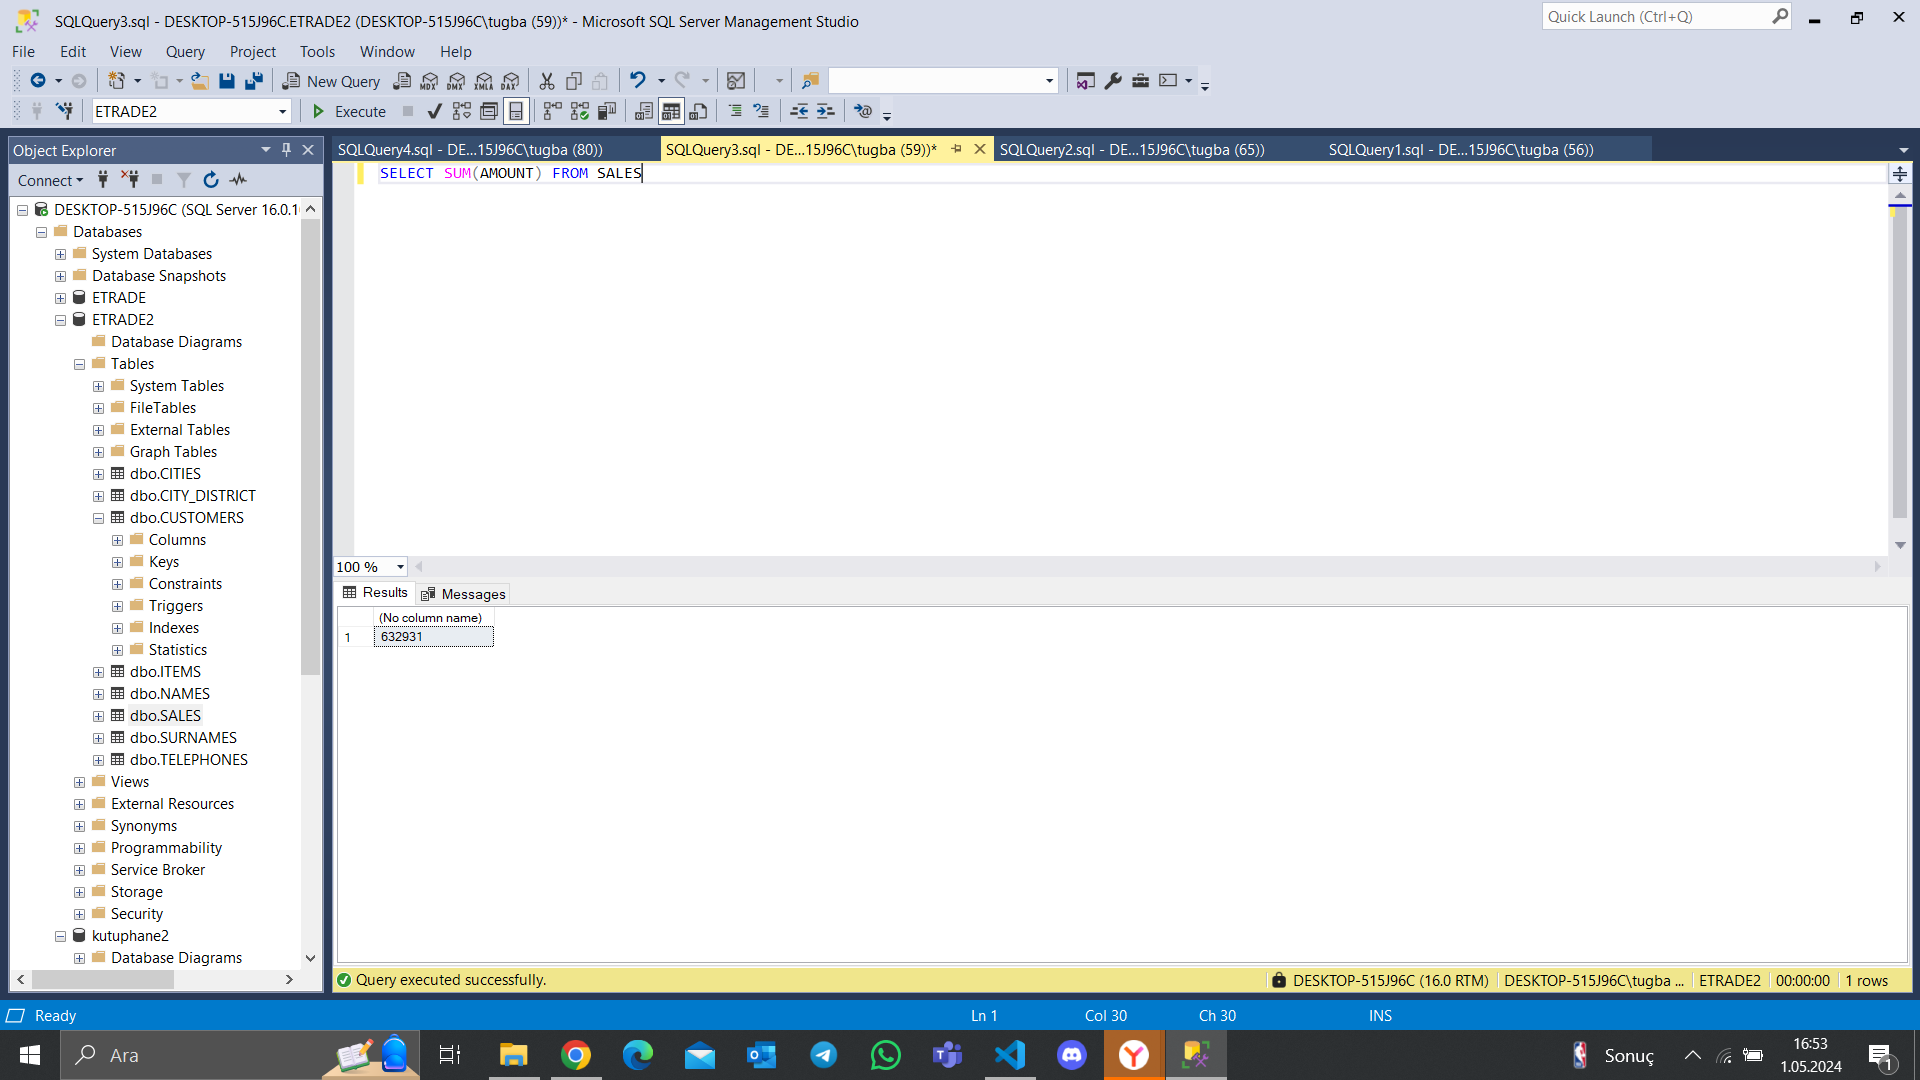 SQLQuery3.sql - DESKTOP-515J96C.ETRADE2 (DESKTOP-515J96C\tugba (59))* - Microsoft SQL Server Management Studio
Quick Launch (Ctrl+Q)
File Edit View Query Project Tools Window Help
New Query
MDX DMX XMLA DAX
ETRADE2
Execute
Object Explorer
SQLQuery4.sql - DE...15J96C\tugba (80))
SQLQuery3.sql - DE...15J96C\tugba (59))*
SQLQuery2.sql - DE...15J96C\tugba (65))
SQLQuery1.sql - DE...15J96C\tugba (56))
Connect
SELECT SUM(AMOUNT) FROM SALES
DESKTOP-515J96C (SQL Server 16.0.1
Databases
System Databases
Database Snapshots
ETRADE
ETRADE2
Database Diagrams
Tables
System Tables
FileTables
External Tables
Graph Tables
dbo.CITIES
dbo.CITY_DISTRICT
dbo.CUSTOMERS
Columns
Keys
Constraints
Triggers
Indexes
Statistics
dbo.ITEMS
dbo.NAMES
dbo.SALES
dbo.SURNAMES
dbo.TELEPHONES
Views
External Resources
Synonyms
Programmability
Service Broker
Storage
Security
kutuphane2
Database Diagrams
100 %
Results
Messages
(No column name)
1 632931
Query executed successfully.
DESKTOP-515J96C (16.0 RTM)
DESKTOP-515J96C\tugba ...
ETRADE2
00:00:00
1 rows
Ready
Ln 1
Col 30
Ch 30
INS
Ara
Sonuç
16:53
1.05.2024
1